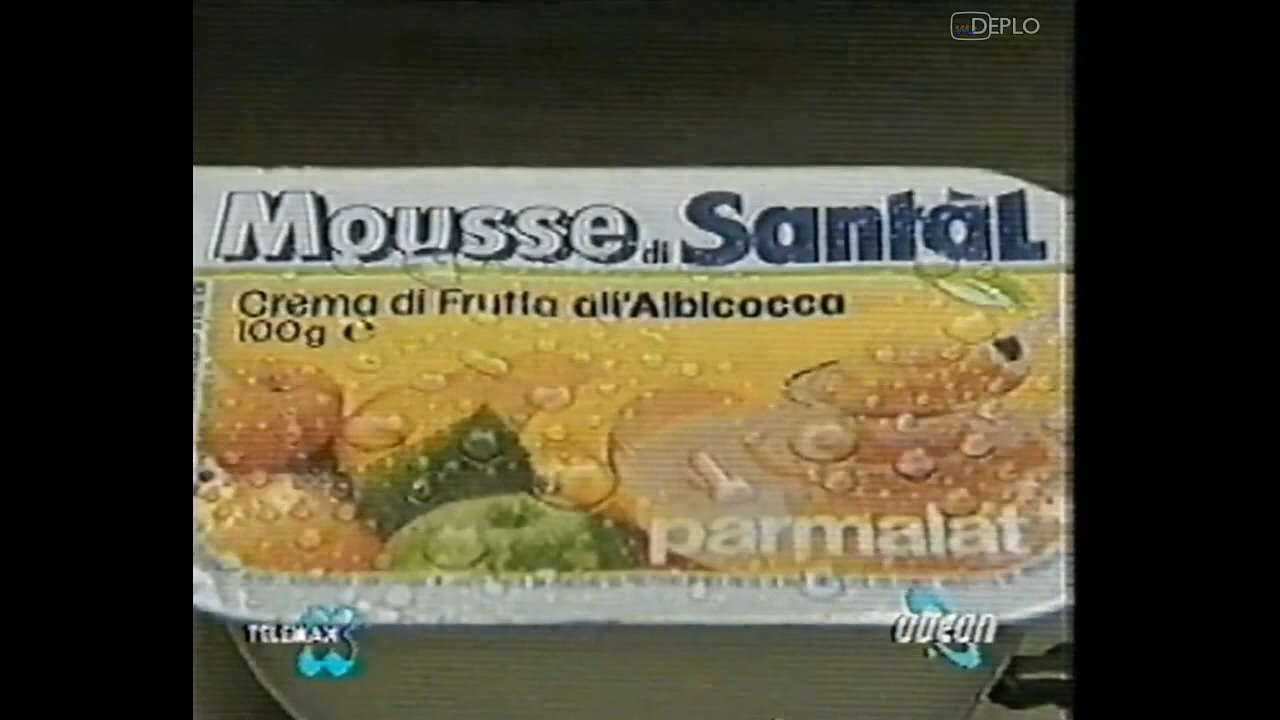 DEPLO
Mousse di Santàl
Crema di Frutta all'Albicocca
100g e
parmalat
TELEMAX
ODEON